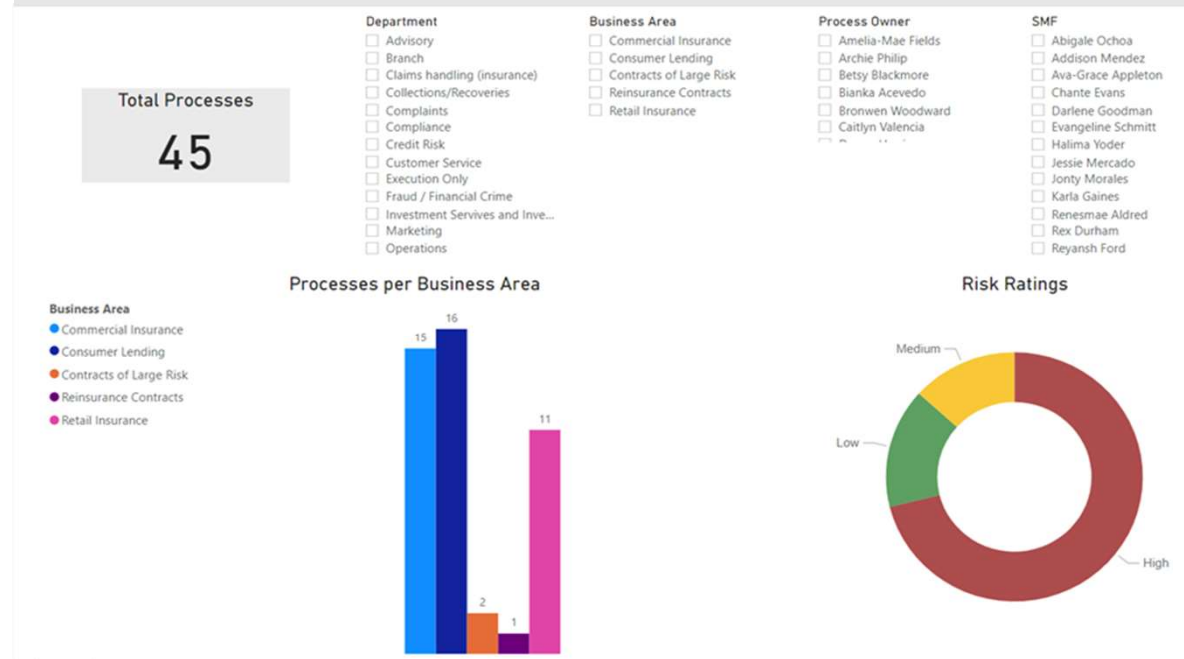 Total Processes
45
Department
Advisory
Branch
Claims handling (insurance)
Collections/Recoveries
Complaints
Compliance
Credit Risk
Customer Service
Execution Only
Fraud / Financial Crime
Investment Servives and Inve...
Marketing
Operations
Business Area
Commercial Insurance
Consumer Lending
Contracts of Large Risk
Reinsurance Contracts
Retail Insurance
Process Owner
Amelia-Mae Fields
Archie Philip
Betsy Blackmore
Bianka Acevedo
Bronwen Woodward
Caitlyn Valencia
SMF
Abigale Ochoa
Addison Mendez
Ava-Grace Appleton
Chante Evans
Darlene Goodman
Evangeline Schmitt
Halima Yoder
Jessie Mercado
Jonty Morales
Karla Gaines
Renesmae Aldred
Rex Durham
Reyansh Ford
Processes per Business Area
Business Area
Commercial Insurance
Consumer Lending
Contracts of Large Risk
Reinsurance Contracts
Retail Insurance
15
16
2
1
11
Risk Ratings
Medium
Low
High